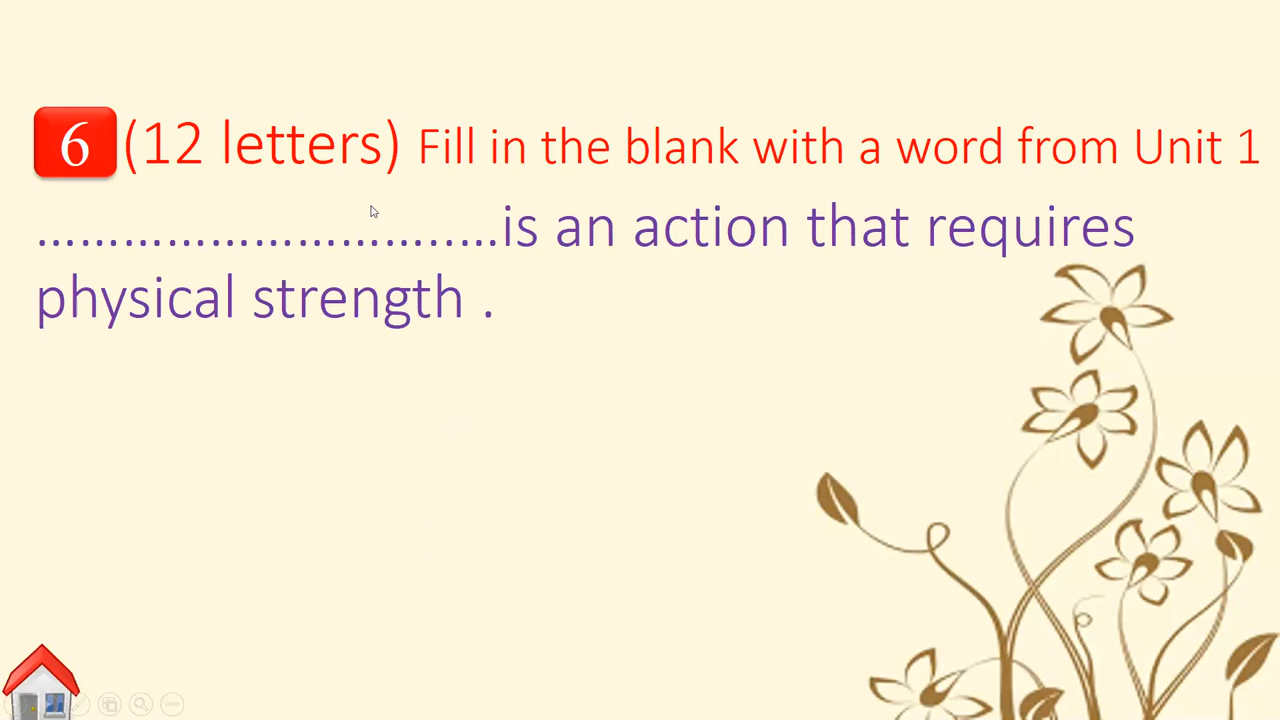 6 (12 letters) Fill in the blank with a word from Unit 1
…………………………..…is an action that requires
physical strength .